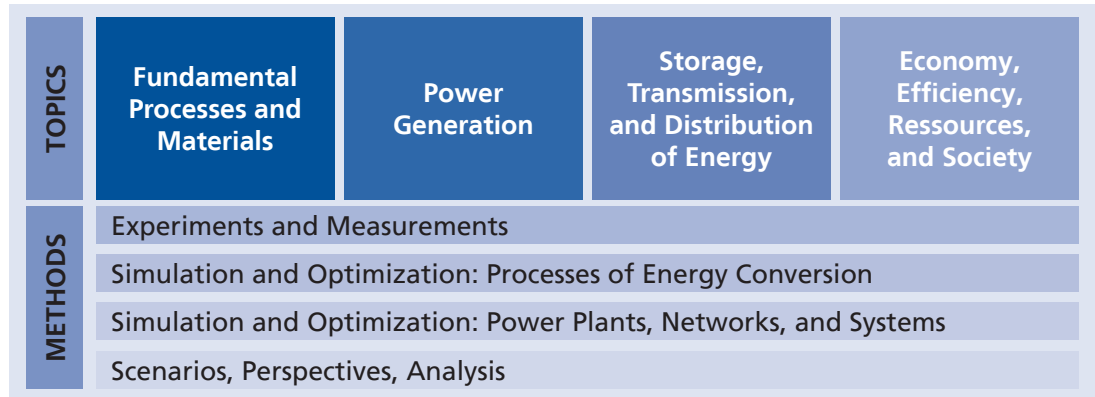 TOPICS
Fundamental
Processes and
Materials
Power
Generation
Storage,
Transmission,
and Distribution
of Energy
Economy,
Efficiency,
Ressources,
and Society
METHODS
Experiments and Measurements
Simulation and Optimization: Processes of Energy Conversion
Simulation and Optimization: Power Plants, Networks, and Systems
Scenarios, Perspectives, Analysis